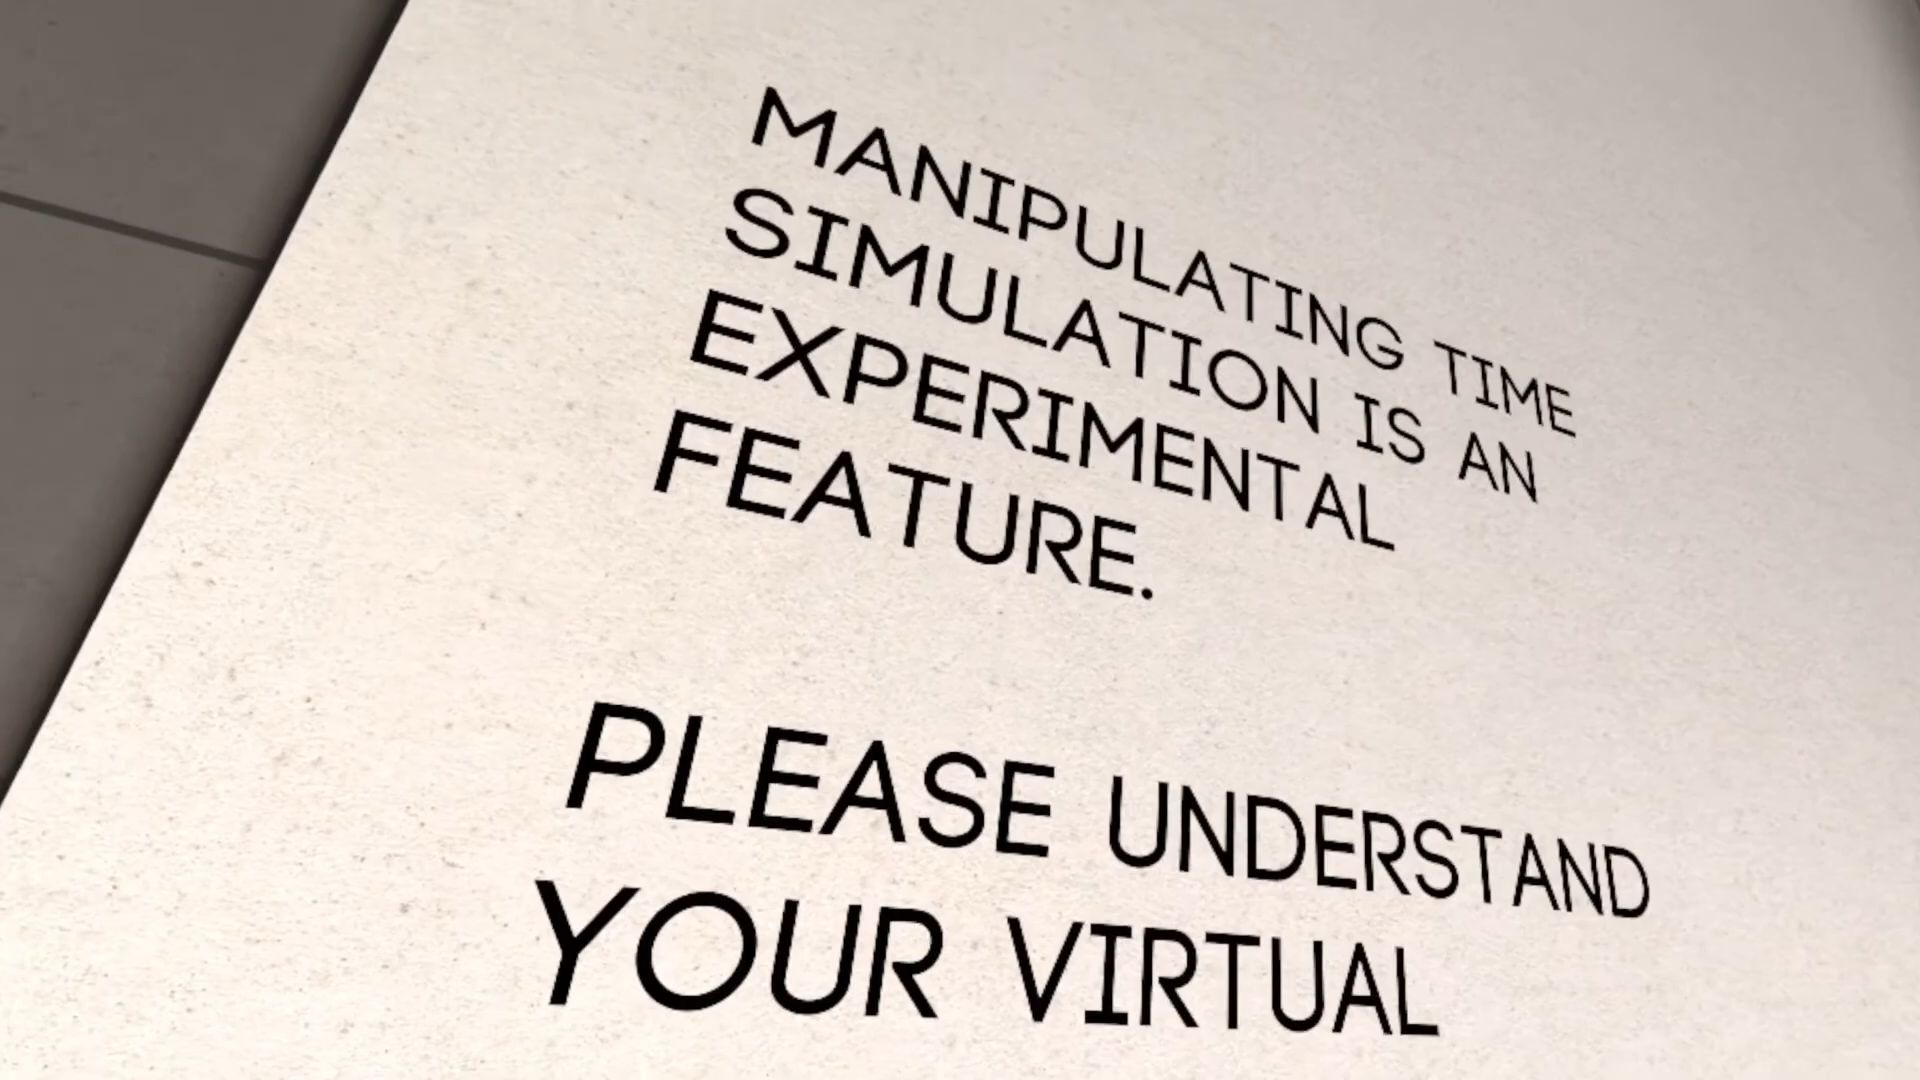 MANIPULATING TIME
SIMULATION IS AN
EXPERIMENTAL
FEATURE.
PLEASE UNDERSTAND
YOUR VIRTUAL